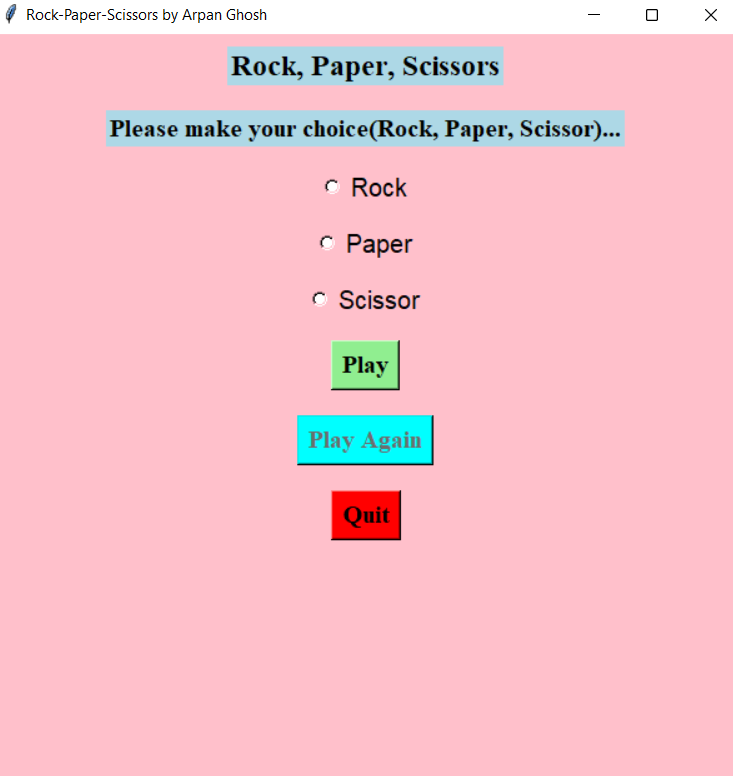 Rock-Paper-Scissors by Arpan Ghosh
Rock, Paper, Scissors
Please make your choice(Rock, Paper, Scissor)...
Rock
Paper
Scissor
Play
Play Again
Quit